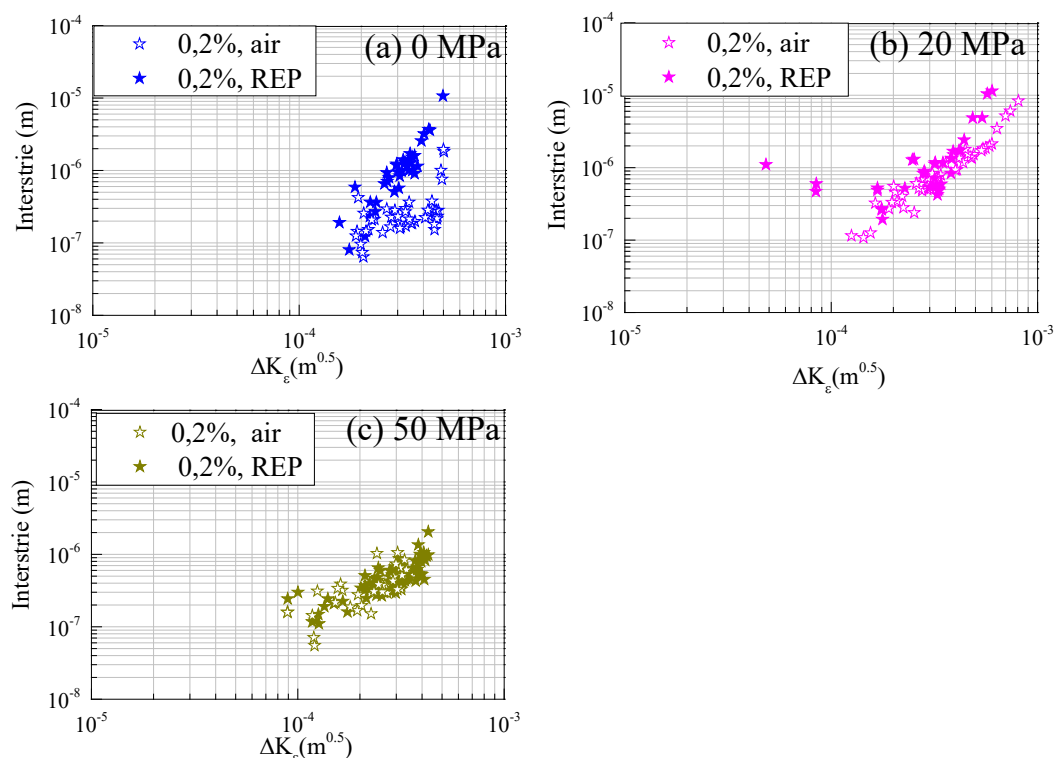 10^-4
0,2%, air
0,2%, REP
(a) 0 MPa
10^-5
10^-6
10^-7
10^-8
Interstrie (m)
10^-5
10^-4
10^-3
ΔK_ε(m^0.5)
10^-4
0,2%, air
0,2%, REP
(b) 20 MPa
10^-5
10^-6
10^-7
10^-8
Interstrie (m)
10^-5
10^-4
10^-3
ΔK_ε(m^0.5)
10^-4
0,2%, air
0,2%, REP
(c) 50 MPa
10^-5
10^-6
10^-7
10^-8
Interstrie (m)
10^-5
10^-4
10^-3
ΔK_ε(m^0.5)